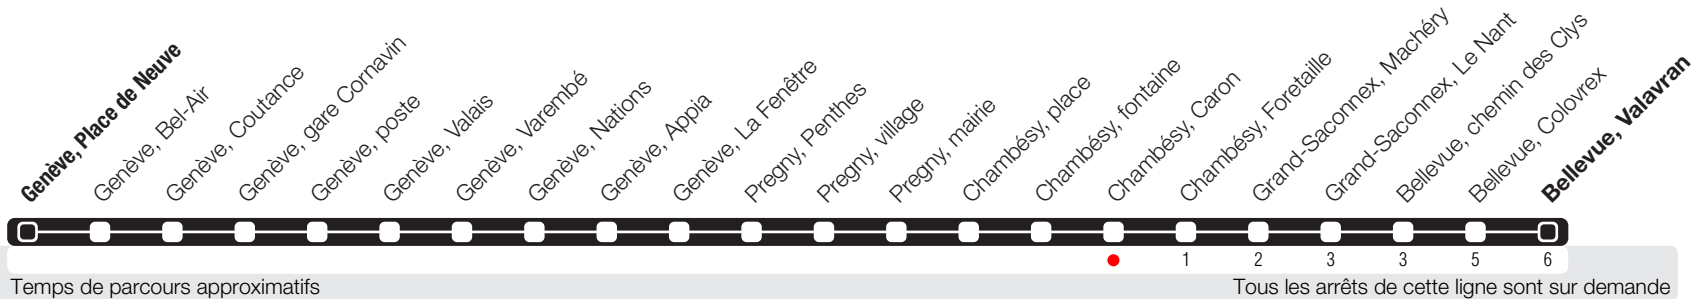 Genève, Place de Neuve
Genève, Bel-Air
Genève, Coutance
Genève, gare Cornavin
Genève, poste
Genève, Valais
Genève, Varembé
Genève, Nations
Genève, Appia
Genève, La Fenêtre
Pregny, Penthes
Pregny, village
Pregny, mairie
Chambésy, place
Chambésy, fontaine
Chambésy, Caron
Chambésy, Foretaille
Grand-Saconnex, Machéry
Grand-Saconnex, Le Nant
Bellevue, chemin des Clys
Bellevue, Colovrex
Bellevue, Valavran
1 2 3 3 5 6
Temps de parcours approximatifs
Tous les arrêts de cette ligne sont sur demande